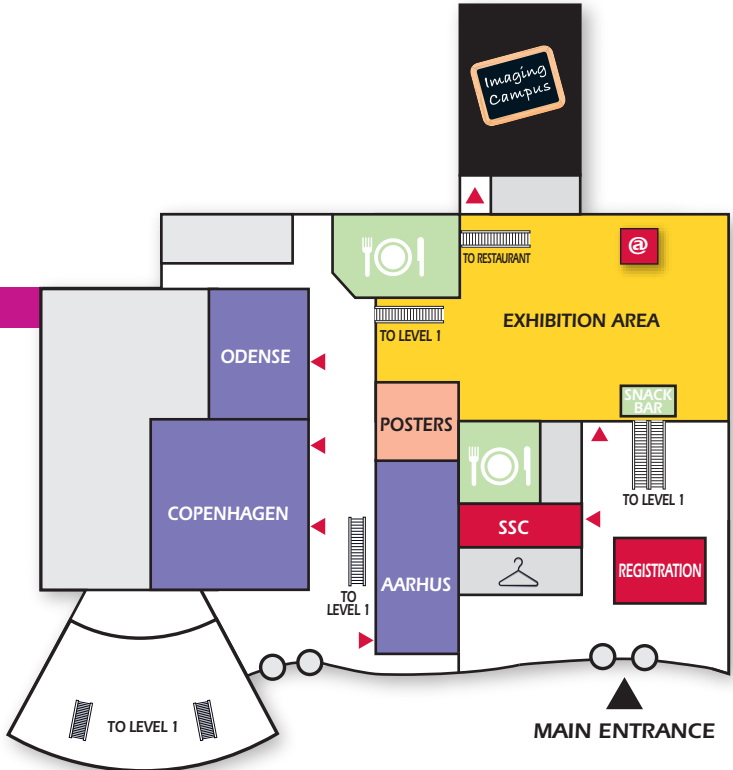 Imaging
Campus
@
TO RESTAURANT
EXHIBITION AREA
TO LEVEL 1
ODENSE
SNACK
BAR
POSTERS
TO LEVEL 1
COPENHAGEN
SSC
REGISTRATION
AARHUS
TO
LEVEL 1
TO LEVEL 1
MAIN ENTRANCE